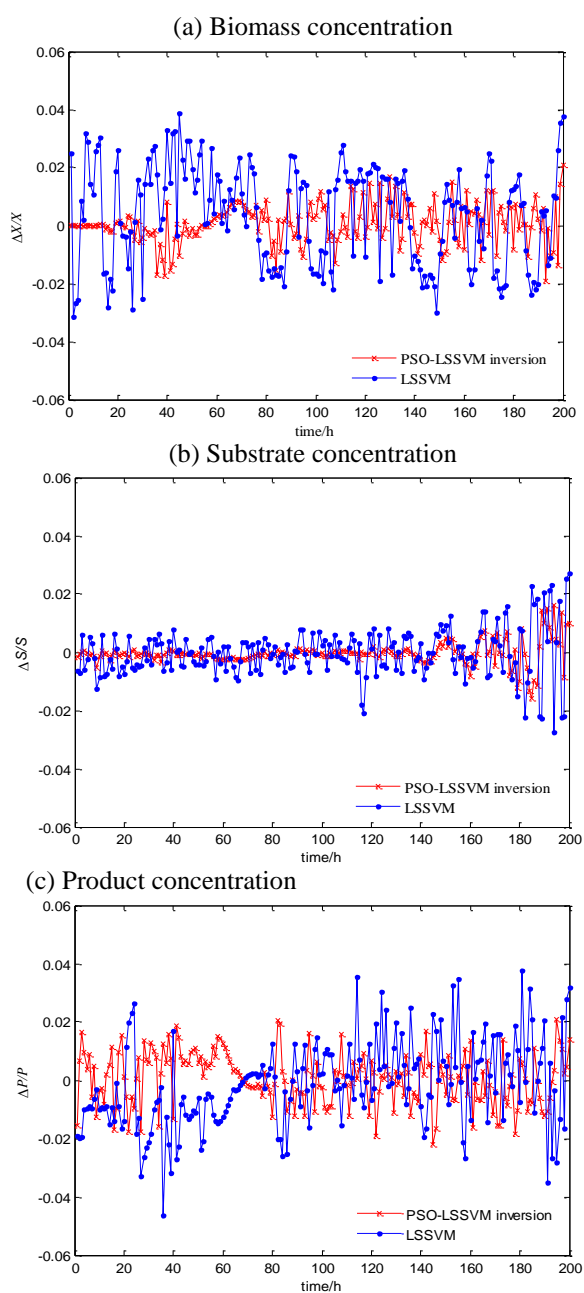 (a) Biomass concentration
0.06
0.04
0.02
0
-0.02
-0.04
-0.06
ΔX/X
PSO-LSSVM inversion
LSSVM
0 20 40 60 80 100 120 140 160 180 200
time/h
(b) Substrate concentration
0.06
0.04
0.02
0
-0.02
-0.04
-0.06
ΔS/S
PSO-LSSVM inversion
LSSVM
0 20 40 60 80 100 120 140 160 180 200
time/h
(c) Product concentration
0.06
0.04
0.02
0
-0.02
-0.04
-0.06
ΔP/P
PSO-LSSVM inversion
LSSVM
0 20 40 60 80 100 120 140 160 180 200
time/h